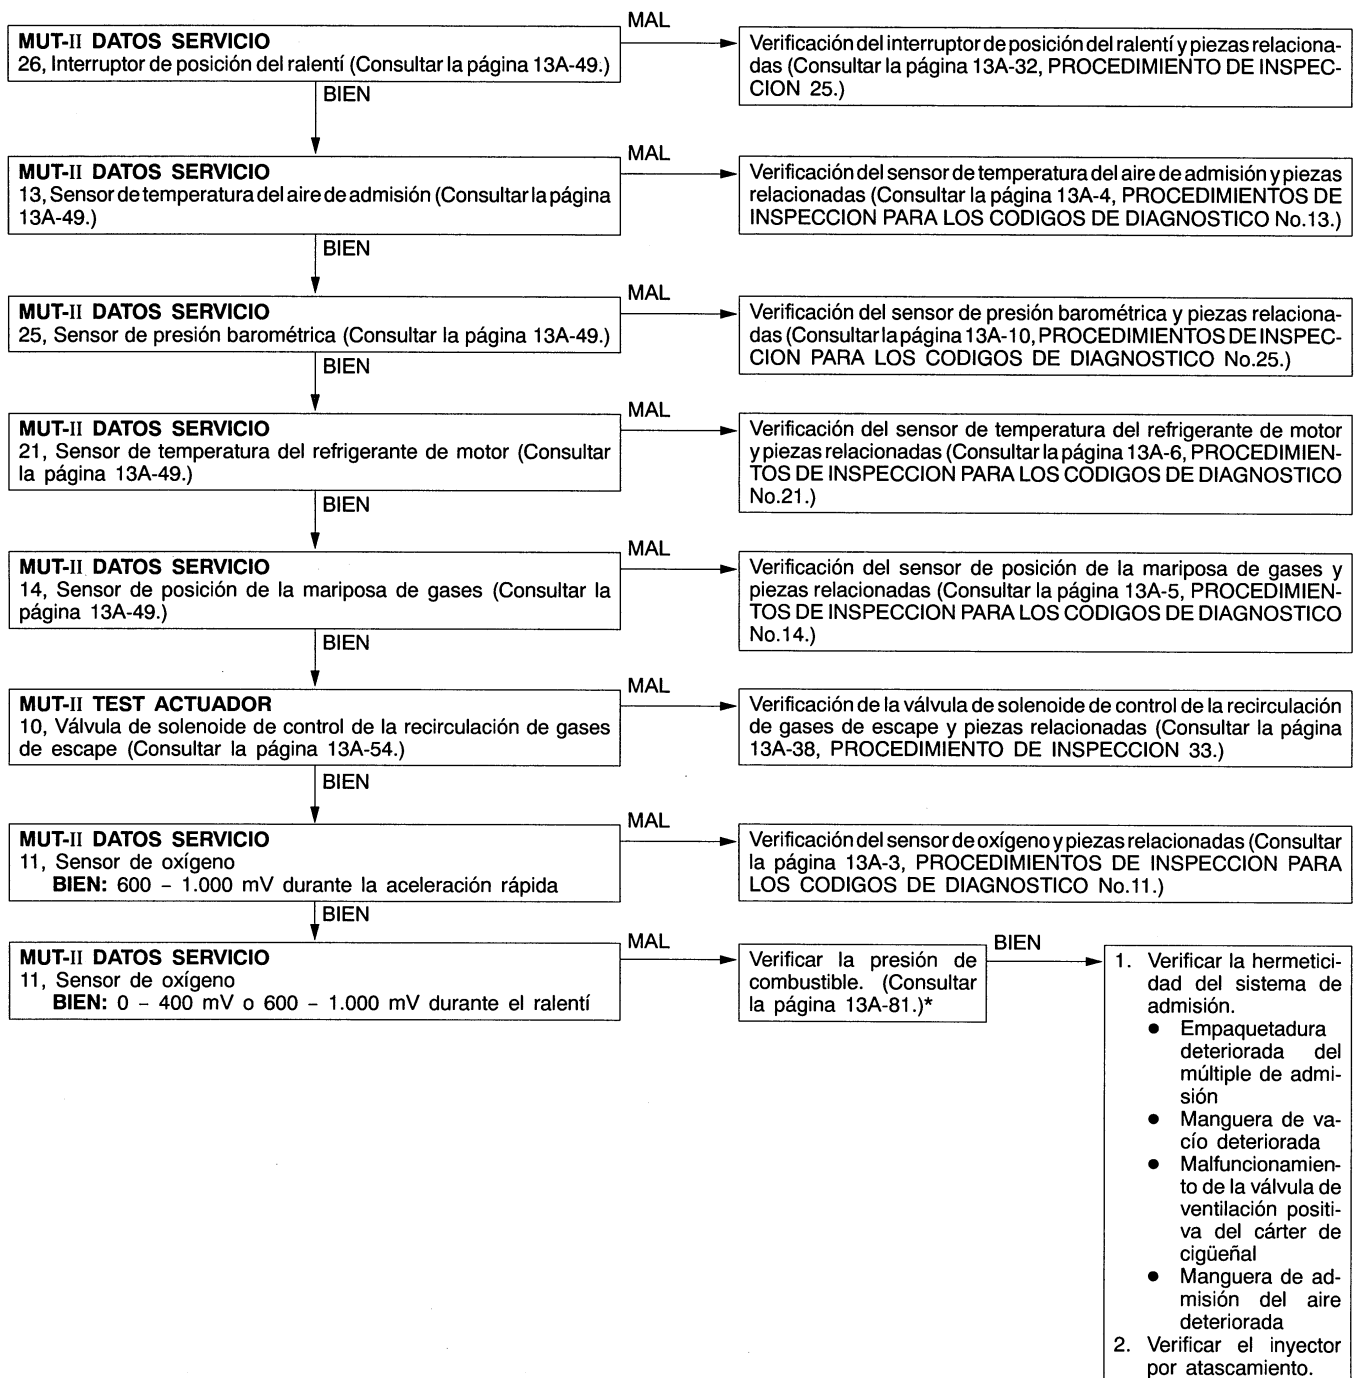 MUT-II DATOS SERVICIO
26, Interruptor de posición del ralentí (Consultar la página 13A-49.)
MAL
Verificación del interruptor de posición del ralentí y piezas relaciona-
das (Consultar la página 13A-32, PROCEDIMIENTO DE INSPEC-
CION 25.)
BIEN
MUT-II DATOS SERVICIO
13, Sensor de temperatura del aire de admisión (Consultar la página
13A-49.)
MAL
Verificación del sensor de temperatura del aire de admisión y piezas
relacionadas (Consultar la página 13A-4, PROCEDIMIENTOS DE
INSPECCION PARA LOS CODIGOS DE DIAGNOSTICO No.13.)
BIEN
MUT-II DATOS SERVICIO
25, Sensor de presión barométrica (Consultar la página 13A-49.)
MAL
Verificación del sensor de presión barométrica y piezas relaciona-
das (Consultar la página 13A-10, PROCEDIMIENTOS DE INSPEC-
CION PARA LOS CODIGOS DE DIAGNOSTICO No.25.)
BIEN
MUT-II DATOS SERVICIO
21, Sensor de temperatura del refrigerante de motor (Consultar
la página 13A-49.)
MAL
Verificación del sensor de temperatura del refrigerante de motor
y piezas relacionadas (Consultar la página 13A-6, PROCEDIMIEN-
TOS DE INSPECCION PARA LOS CODIGOS DE DIAGNOSTICO
No.21.)
BIEN
MUT-II DATOS SERVICIO
14, Sensor de posición de la mariposa de gases (Consultar la
página 13A-49.)
MAL
Verificación del sensor de posición de la mariposa de gases y
piezas relacionadas (Consultar la página 13A-5, PROCEDIMIEN-
TOS DE INSPECCION PARA LOS CODIGOS DE DIAGNOSTICO
No.14.)
BIEN
MUT-II TEST ACTUADOR
10, Válvula de solenoide de control de la recirculación de gases
de escape (Consultar la página 13A-54.)
MAL
Verificación de la válvula de solenoide de control de la recirculación
de gases de escape y piezas relacionadas (Consultar la página
13A-38, PROCEDIMIENTO DE INSPECCION 33.)
BIEN
MUT-II DATOS SERVICIO
11, Sensor de oxígeno
BIEN: 600 – 1.000 mV durante la aceleración rápida
MAL
Verificación del sensor de oxígeno y piezas relacionadas (Consultar
la página 13A-3, PROCEDIMIENTOS DE INSPECCION PARA
LOS CODIGOS DE DIAGNOSTICO No.11.)
BIEN
MUT-II DATOS SERVICIO
11, Sensor de oxígeno
BIEN: 0 – 400 mV o 600 – 1.000 mV durante el ralentí
MAL
Verificar la presión de
combustible. (Consultar
la página 13A-81.)*
BIEN
1. Verificar la hermetici-
dad del sistema de
admisión.
● Empaquetadura
deteriorada del
múltiple de admi-
sión
● Manguera de va-
cío deteriorada
● Malfuncionamien-
to de la válvula de
ventilación positi-
va del cárter de
cigüeñal
● Manguera de ad-
misión del aire
deteriorada
2. Verificar el inyector
por atascamiento.